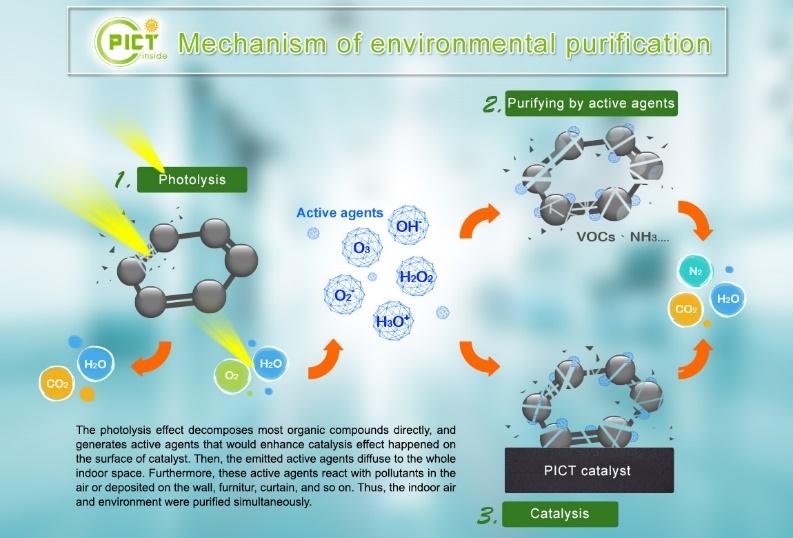 PICT
inside
Mechanism of environmental purification
1. Photolysis
2. Purifying by active agents
Active agents
OH-
O3
H2O2
O2-
H3O+
VOCs、NH3....
N2
H2O
CO2
H2O
CO2
O2
H2O
The photolysis effect decomposes most organic compounds directly, and
generates active agents that would enhance catalysis effect happened on
the surface of catalyst. Then, the emitted active agents diffuse to the whole
indoor space. Furthermore, these active agents react with pollutants in the
air or deposited on the wall, furnitur, curtain, and so on. Thus, the indoor air
and environment were purified simultaneously.
PICT catalyst
3. Catalysis